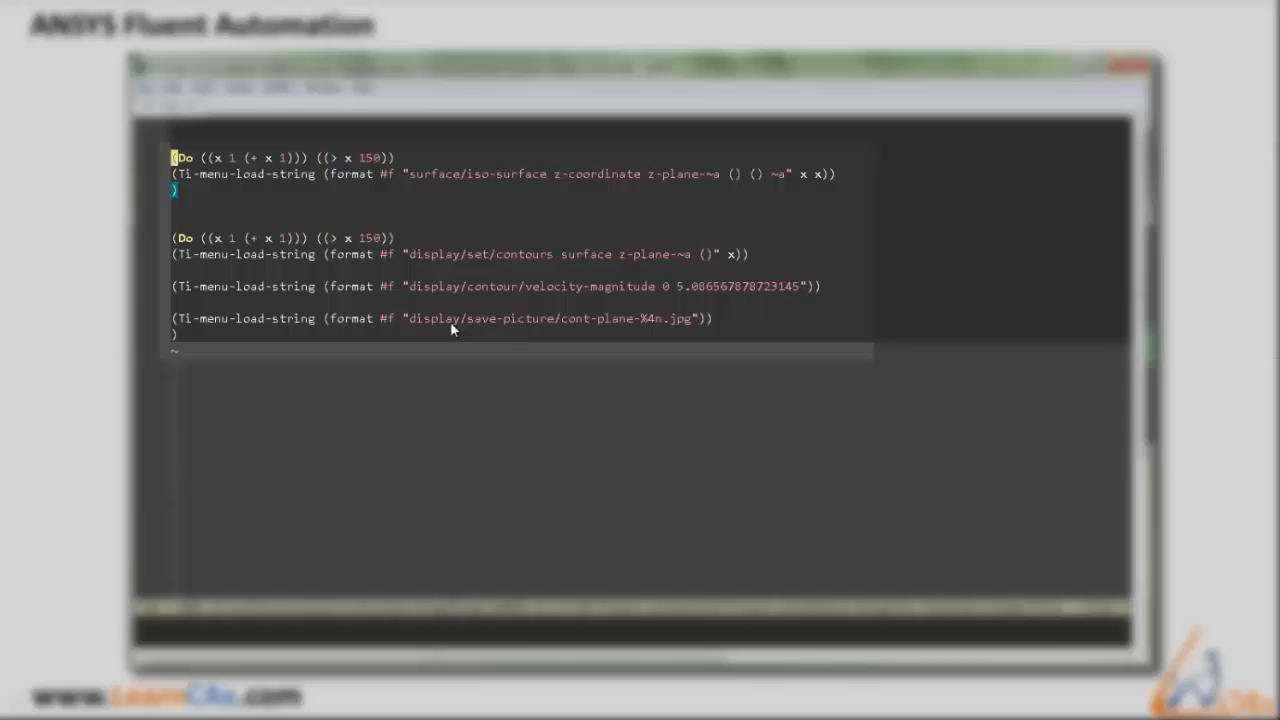 ANSYS Fluent Automation
(Do ((x 1 (+ x 1))) ((> x 150))
(Ti-menu-load-string (format #f "surface/iso-surface z-coordinate z-plane-~a () () ~a" x x))
)
(Do ((x 1 (+ x 1))) ((> x 150))
(Ti-menu-load-string (format #f "display/set/contours surface z-plane-~a ()" x))
(Ti-menu-load-string (format #f "display/contour/velocity-magnitude 0 5.086567878723145"))
(Ti-menu-load-string (format #f "display/save-picture/cont-plane-%4n.jpg"))
)
~
www.LearnCAx.com